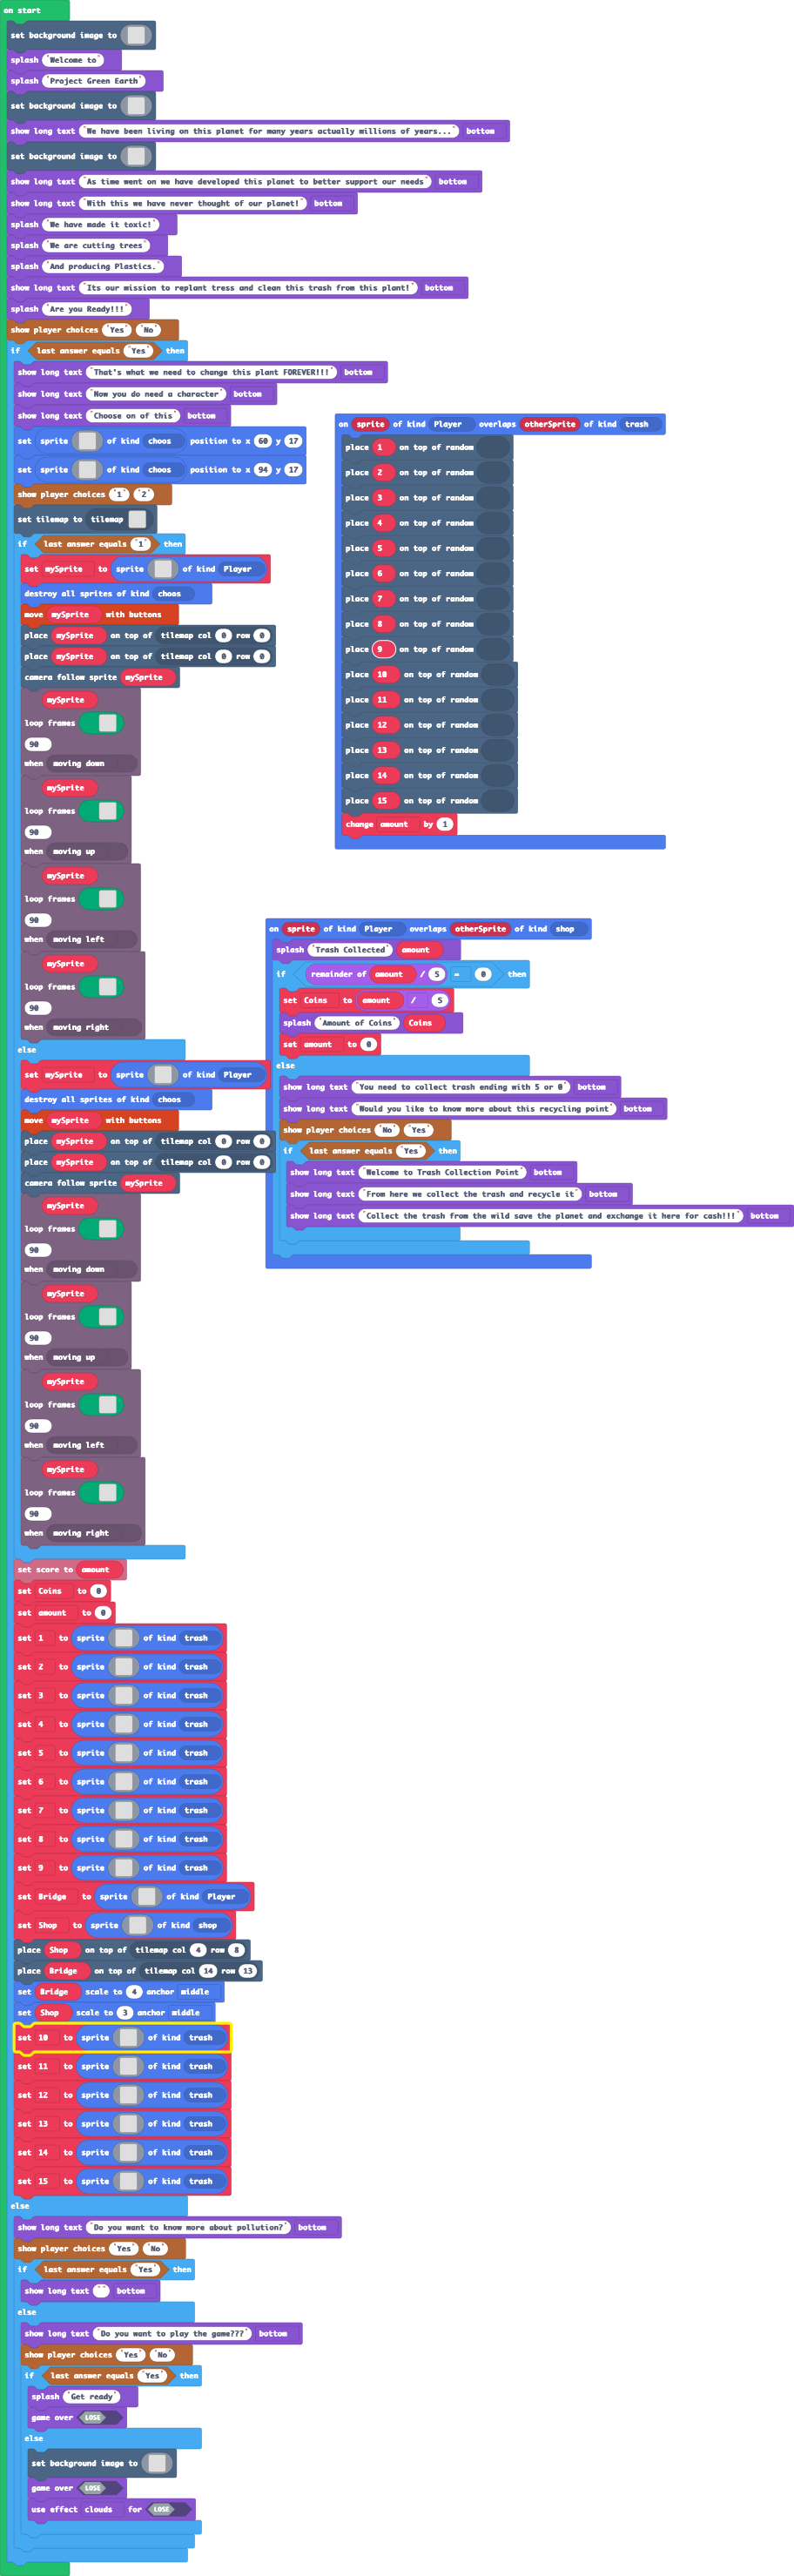 on start
set background image to
splash "Welcome to"
splash "Project Green Earth"
set background image to
show long text "We have been living on this planet for many years actually millions of years..." bottom
set background image to
show long text "As time went on we have developed this planet to better support our needs" bottom
show long text "With this we have never thought of our planet!" bottom
splash "We have made it toxic!"
splash "We are cutting trees"
splash "And producing Plastics."
show long text "Its our mission to replant tress and clean this trash from this plant!" bottom
splash "Are you Ready!!!"
show player choices "Yes" "No"
if last answer equals "Yes" then
show long text "That's what we need to change this plant FOREVER!!!" bottom
show long text "Now you do need a character" bottom
show long text "Choose on of this" bottom
set sprite of kind choos position to x 60 y 17
set sprite of kind choos position to x 94 y 17
show player choices "1" "2"
set tilemap to tilemap
if last answer equals "1" then
set mySprite to sprite of kind Player
destroy all sprites of kind choos
move mySprite with buttons
place mySprite on top of tilemap col 0 row 0
place mySprite on top of tilemap col 0 row 0
camera follow sprite mySprite
mySprite
loop frames
90
when moving down
mySprite
loop frames
90
when moving up
mySprite
loop frames
90
when moving left
mySprite
loop frames
90
when moving right
else
set mySprite to sprite of kind Player
destroy all sprites of kind choos
move mySprite with buttons
place mySprite on top of tilemap col 0 row 0
place mySprite on top of tilemap col 0 row 0
camera follow sprite mySprite
mySprite
loop frames
90
when moving down
mySprite
loop frames
90
when moving up
mySprite
loop frames
90
when moving left
mySprite
loop frames
90
when moving right
set score to amount
set Coins to 0
set amount to 0
set 1 to sprite of kind trash
set 2 to sprite of kind trash
set 3 to sprite of kind trash
set 4 to sprite of kind trash
set 5 to sprite of kind trash
set 6 to sprite of kind trash
set 7 to sprite of kind trash
set 8 to sprite of kind trash
set 9 to sprite of kind trash
set Bridge to sprite of kind Player
set Shop to sprite of kind shop
place Shop on top of tilemap col 4 row 8
place Bridge on top of tilemap col 14 row 13
set Bridge scale to 4 anchor middle
set Shop scale to 3 anchor middle
set 10 to sprite of kind trash
set 11 to sprite of kind trash
set 12 to sprite of kind trash
set 13 to sprite of kind trash
set 14 to sprite of kind trash
set 15 to sprite of kind trash
else
show long text "Do you want to know more about pollution?" bottom
show player choices "Yes" "No"
if last answer equals "Yes" then
show long text " " bottom
else
show long text "Do you want to play the game???" bottom
show player choices "Yes" "No"
if last answer equals "Yes" then
splash "Get ready"
game over LOSE
else
set background image to
game over LOSE
use effect clouds for LOSE
on sprite of kind Player overlaps otherSprite of kind trash
place 1 on top of random
place 2 on top of random
place 3 on top of random
place 4 on top of random
place 5 on top of random
place 6 on top of random
place 7 on top of random
place 8 on top of random
place 9 on top of random
place 10 on top of random
place 11 on top of random
place 12 on top of random
place 13 on top of random
place 14 on top of random
place 15 on top of random
change amount by 1
on sprite of kind Player overlaps otherSprite of kind shop
splash "Trash Collected" amount
if remainder of amount / 5 = 0 then
set Coins to amount / 5
splash "Amount of Coins" Coins
set amount to 0
else
show long text "You need to collect trash ending with 5 or 0" bottom
show long text "Would you like to know more about this recycling point" bottom
show player choices "No" "Yes"
if last answer equals "Yes" then
show long text "Welcome to Trash Collection Point" bottom
show long text "From here we collect the trash and recycle it" bottom
show long text "Collect the trash from the wild save the planet and exchange it here for cash!!!" bottom